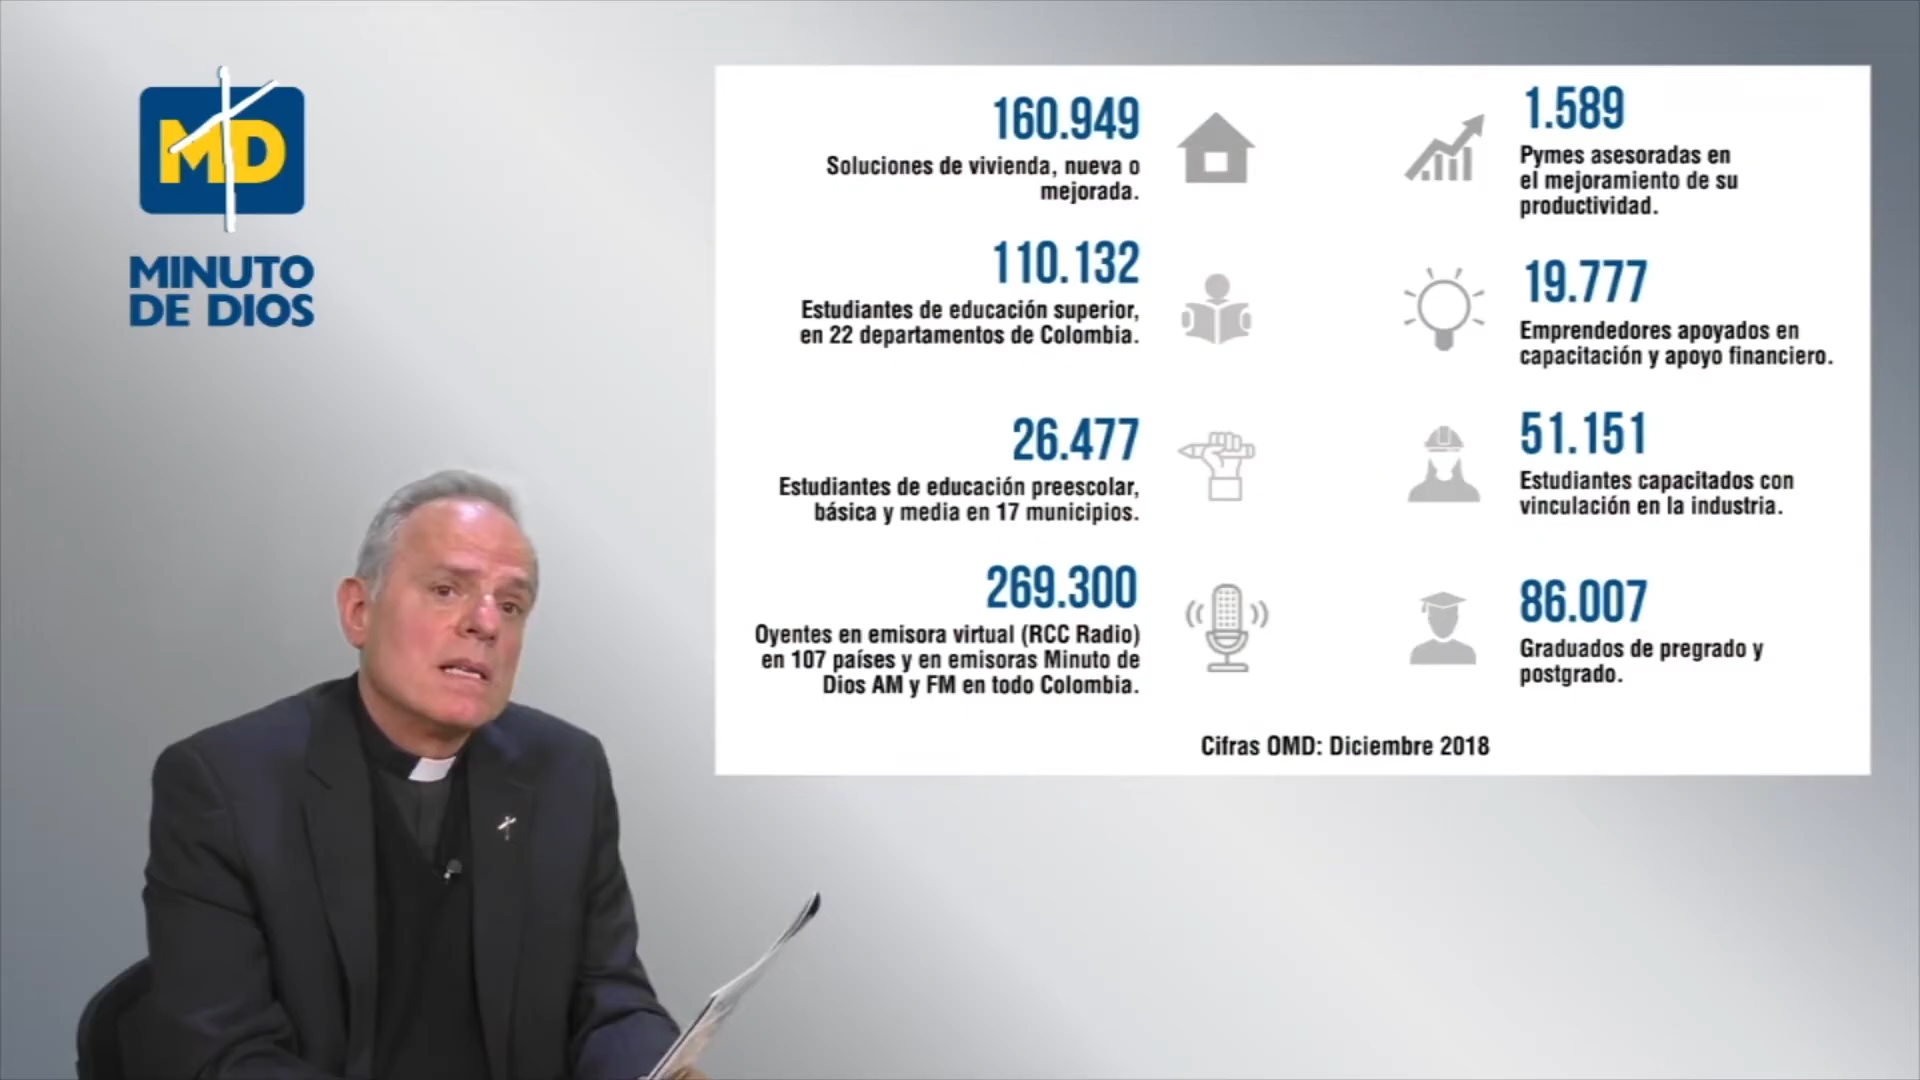 MD
MINUTO
DE DIOS
160.949
Soluciones de vivienda, nueva o
mejorada.
110.132
Estudiantes de educación superior,
en 22 departamentos de Colombia.
26.477
Estudiantes de educación preescolar,
básica y media en 17 municipios.
269.300
Oyentes en emisora virtual (RCC Radio)
en 107 países y en emisoras Minuto de
Dios AM y FM en todo Colombia.
1.589
Pymes asesoradas en
el mejoramiento de su
productividad.
19.777
Emprendedores apoyados en
capacitación y apoyo financiero.
51.151
Estudiantes capacitados con
vinculación en la industria.
86.007
Graduados de pregrado y
postgrado.
Cifras OMD: Diciembre 2018